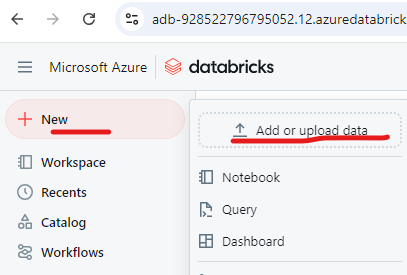 adb-928522796795052.12.azuredatabrick
Microsoft Azure databricks
New
Add or upload data
Workspace
Notebook
Recents
Query
Catalog
Dashboard
Workflows